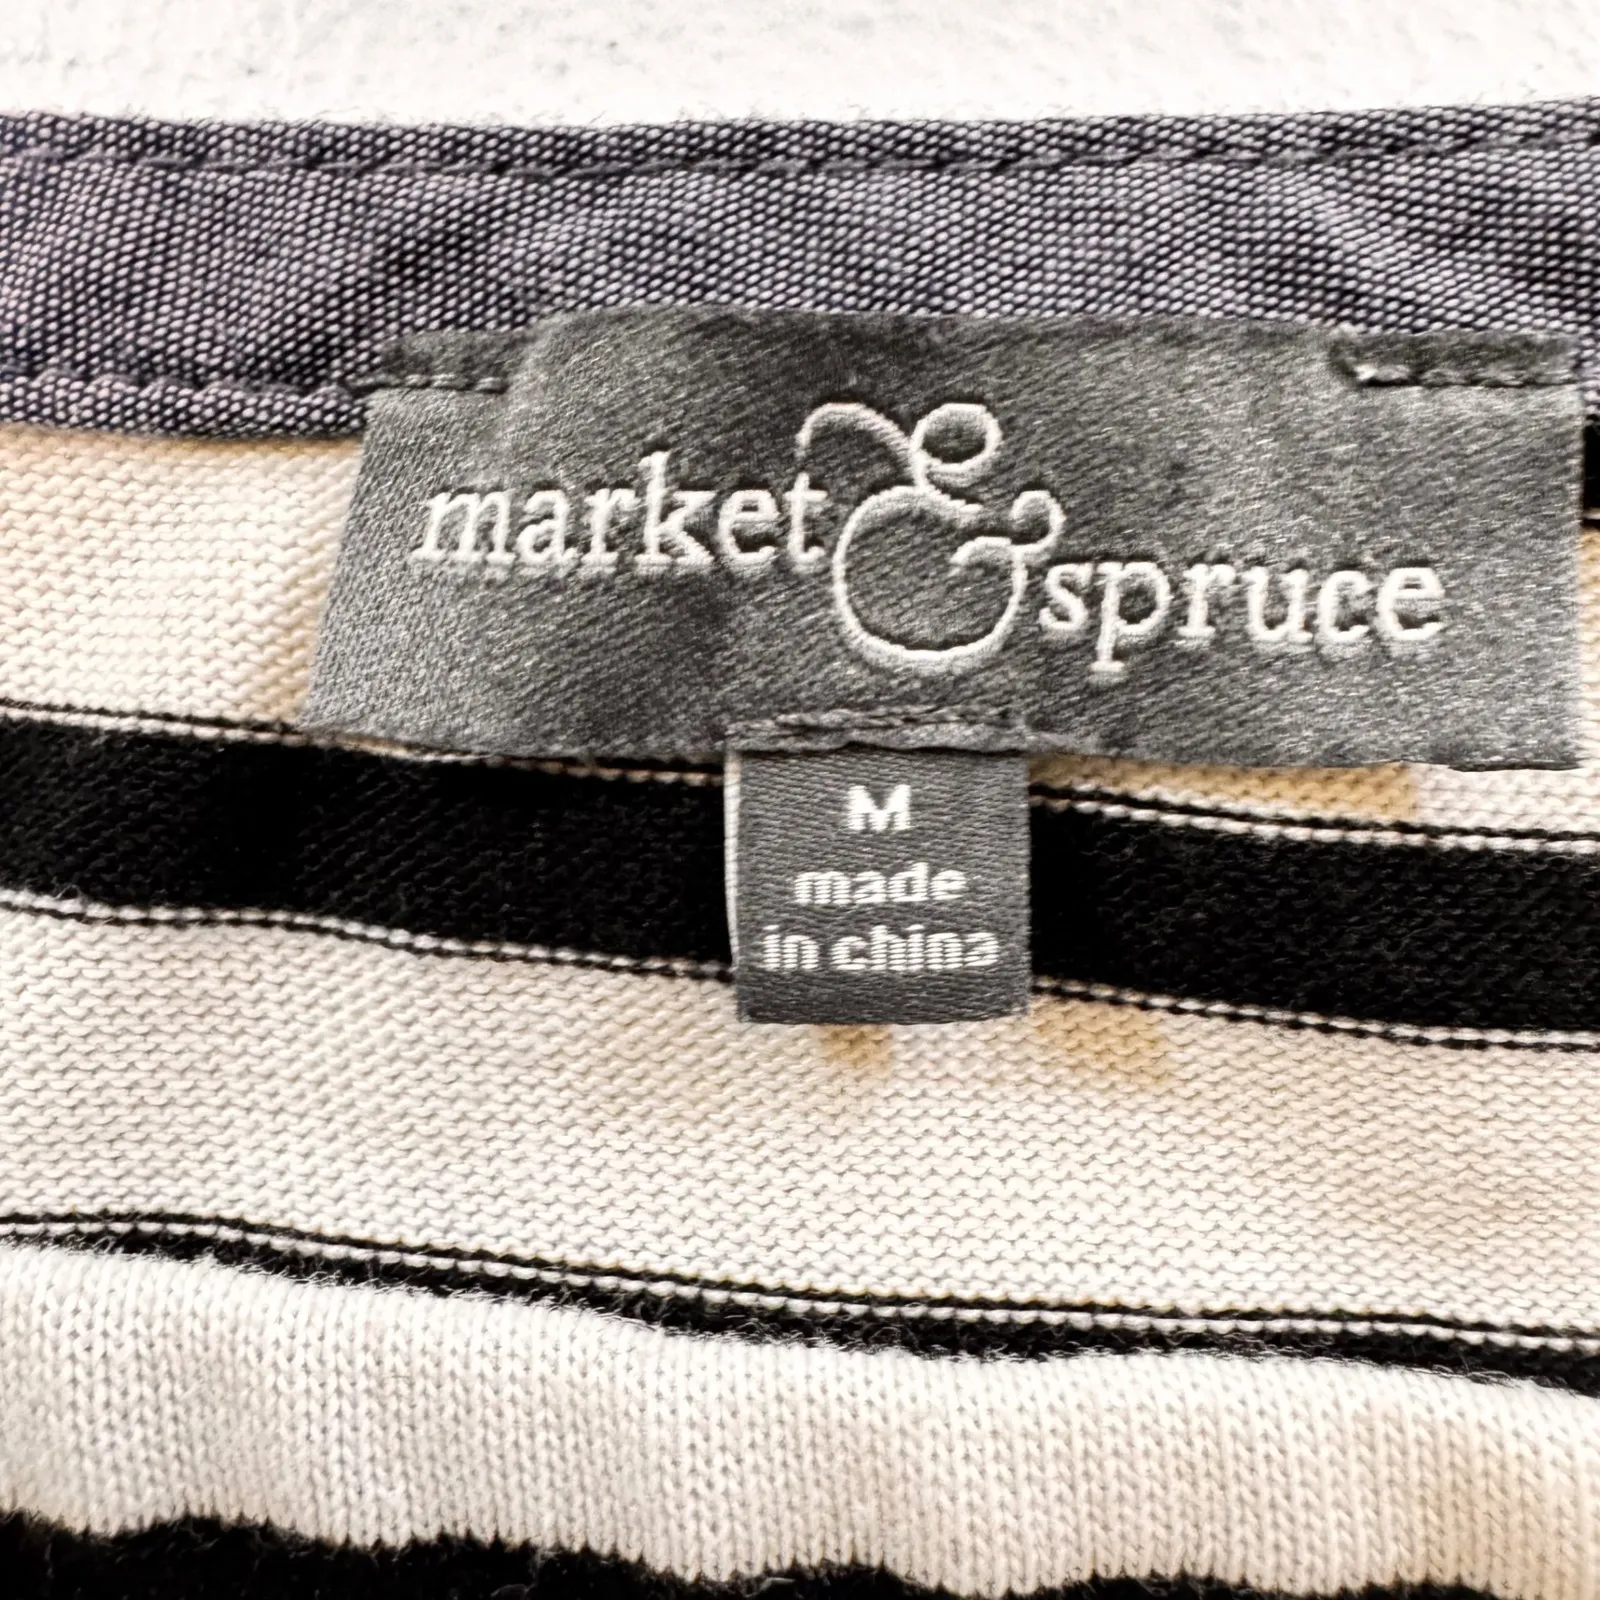 market & spruce
M
made
in china